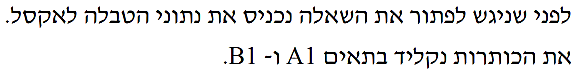 לפני שניגש לפתור את השאלה נכניס את נתוני הטבלה לאקסל.
את הכותרות נקליד בתאים A1 ו- B1.